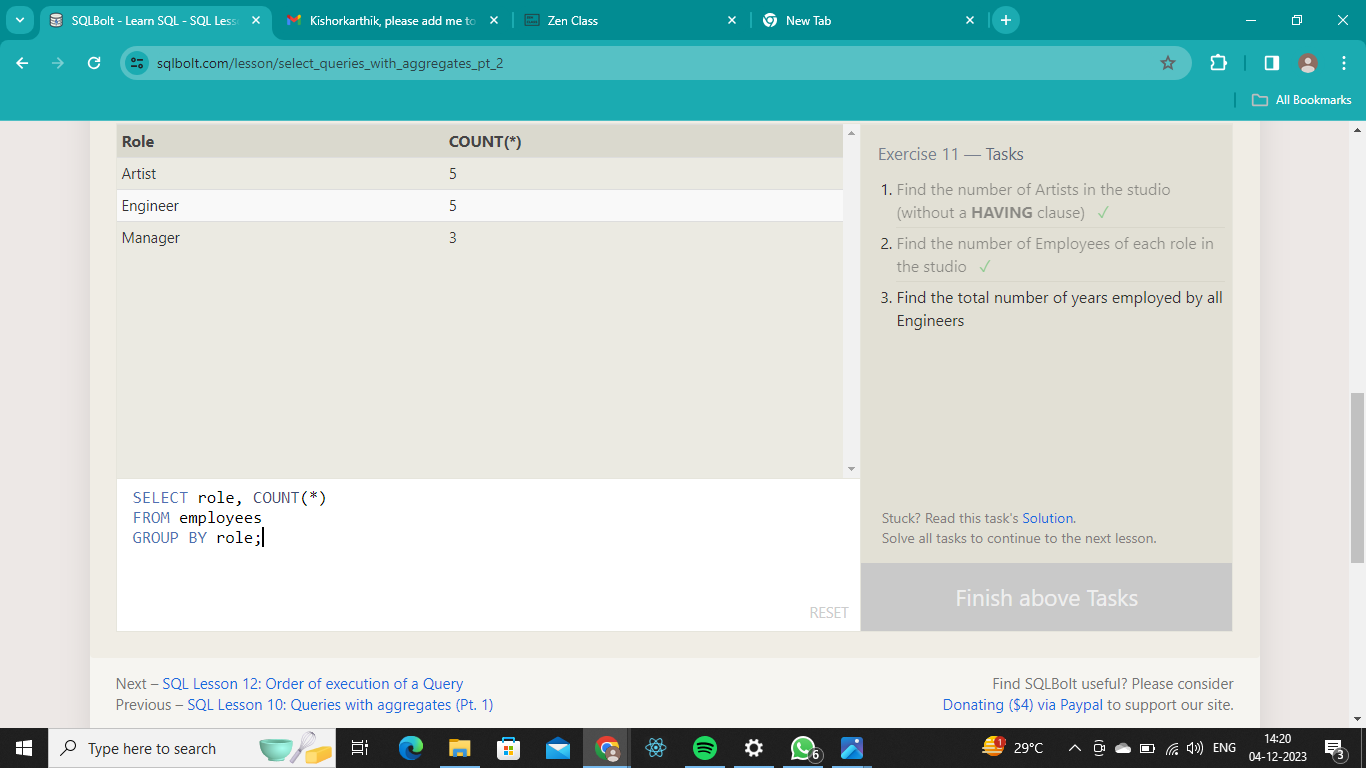 SQLBolt - Learn SQL - SQL Less
Kishorkarthik, please add me to
Zen Class
New Tab
sqlbolt.com/lesson/select_queries_with_aggregates_pt_2
All Bookmarks
Role COUNT(*)
Artist 5
Engineer 5
Manager 3
Exercise 11 — Tasks
1. Find the number of Artists in the studio
(without a HAVING clause) ✓
2. Find the number of Employees of each role in
the studio ✓
3. Find the total number of years employed by all
Engineers
SELECT role, COUNT(*)
FROM employees
GROUP BY role;
RESET
Stuck? Read this task's Solution.
Solve all tasks to continue to the next lesson.
Finish above Tasks
Next – SQL Lesson 12: Order of execution of a Query
Previous – SQL Lesson 10: Queries with aggregates (Pt. 1)
Find SQLBolt useful? Please consider
Donating ($4) via Paypal to support our site.
Type here to search
6
1
29°C
ENG
14:20
04-12-2023
3